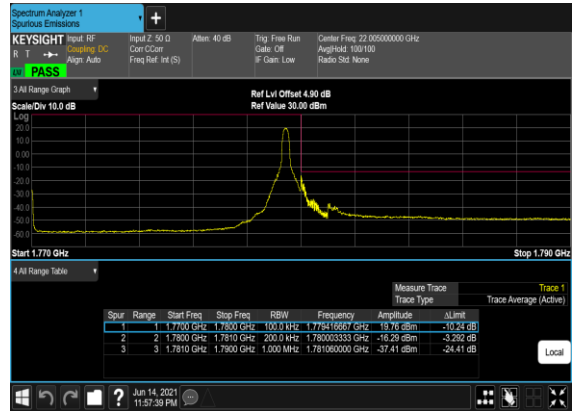 Spectrum Analyzer 1
Spurious Emissions
KEYSIGHT Input: RF Input Z: 50 Ω Atten: 40 dB Trig: Free Run Center Freq: 22.005000000 GHz
R T Coupling: DC Corr CCorr Gate: Off Avg|Hold: 100/100
Align: Auto Freq Ref: Int (S) IF Gain: Low Radio Std: None
PASS
3 All Range Graph
Ref Lvl Offset 4.90 dB
Scale/Div 10.0 dB Ref Value 30.00 dBm
Log
20.0
10.0
0.00
-10.0
-20.0
-30.0
-40.0
-50.0
-60.0
Start 1.770 GHz Stop 1.790 GHz
4 All Range Table
Measure Trace Trace 1
Trace Type Trace Average (Active)
Spur Range Start Freq Stop Freq RBW Frequency Amplitude ΔLimit
1 1 1.7700 GHz 1.7800 GHz 100.0 kHz 1.779416667 GHz 19.76 dBm -10.24 dB
2 2 1.7800 GHz 1.7810 GHz 200.0 kHz 1.780003333 GHz -16.29 dBm -3.292 dB
3 3 1.7810 GHz 1.7900 GHz 1.000 MHz 1.781060000 GHz -37.41 dBm -24.41 dB
Local
Jun 14, 2021
11:57:39 PM